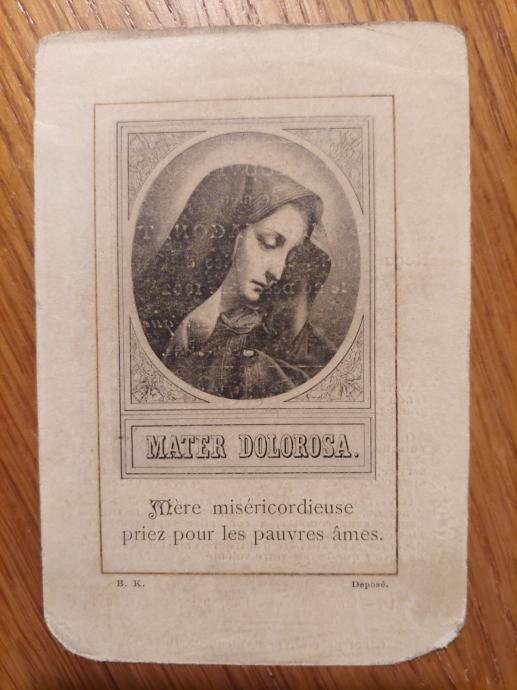 MATER DOLOROSA.
Mère miséricordieuse
priez pour les pauvres âmes.
B. K. Deposé.